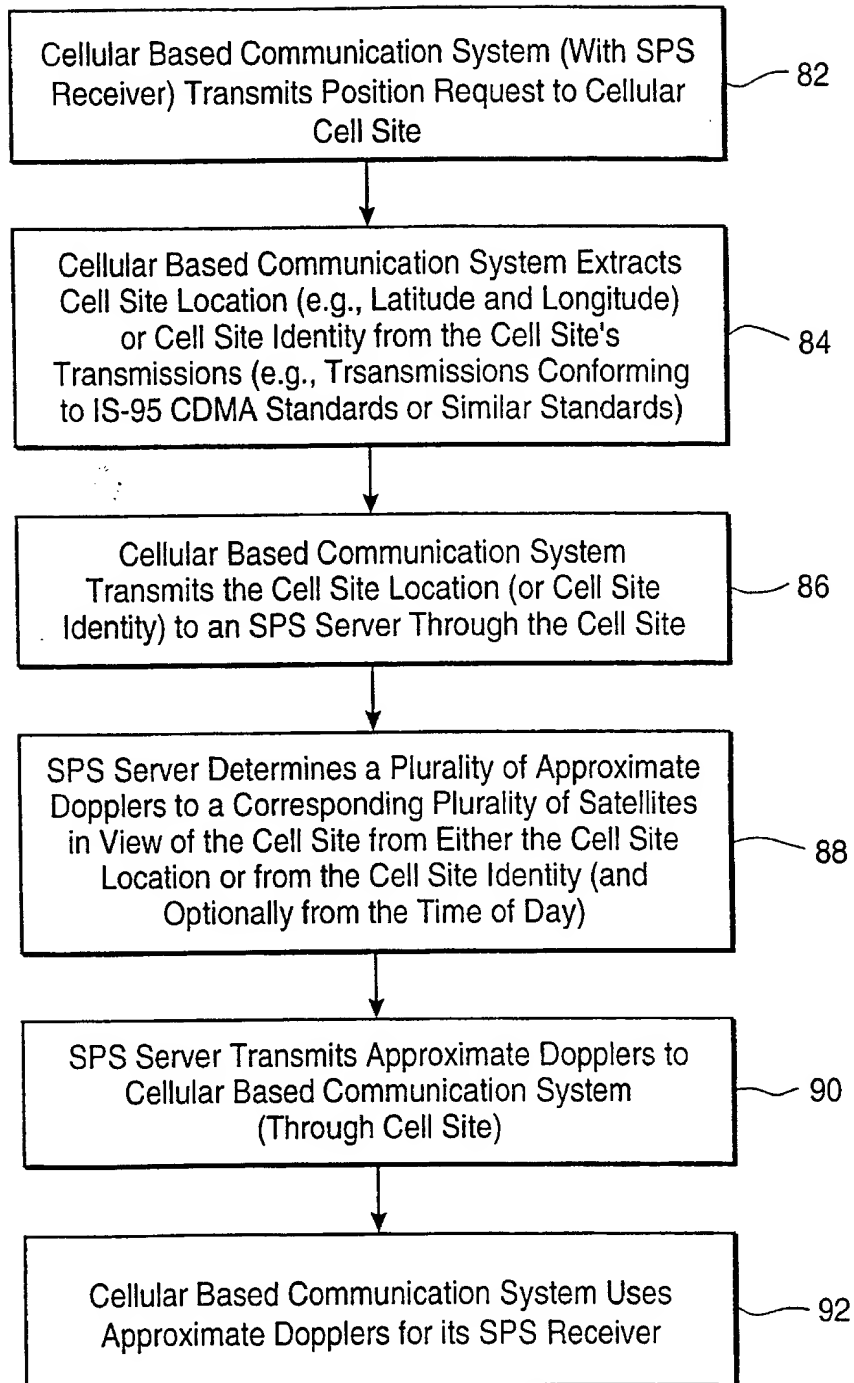 Cellular Based Communication System (With SPS
Receiver) Transmits Position Request to Cellular
Cell Site
82
Cellular Based Communication System Extracts
Cell Site Location (e.g., Latitude and Longitude)
or Cell Site Identity from the Cell Site's
Transmissions (e.g., Trsansmissions Conforming
to IS-95 CDMA Standards or Similar Standards)
84
Cellular Based Communication System
Transmits the Cell Site Location (or Cell Site
Identity) to an SPS Server Through the Cell Site
86
SPS Server Determines a Plurality of Approximate
Dopplers to a Corresponding Plurality of Satellites
in View of the Cell Site from Either the Cell Site
Location or from the Cell Site Identity (and
Optionally from the Time of Day)
88
SPS Server Transmits Approximate Dopplers to
Cellular Based Communication System
(Through Cell Site)
90
Cellular Based Communication System Uses
Approximate Dopplers for its SPS Receiver
92